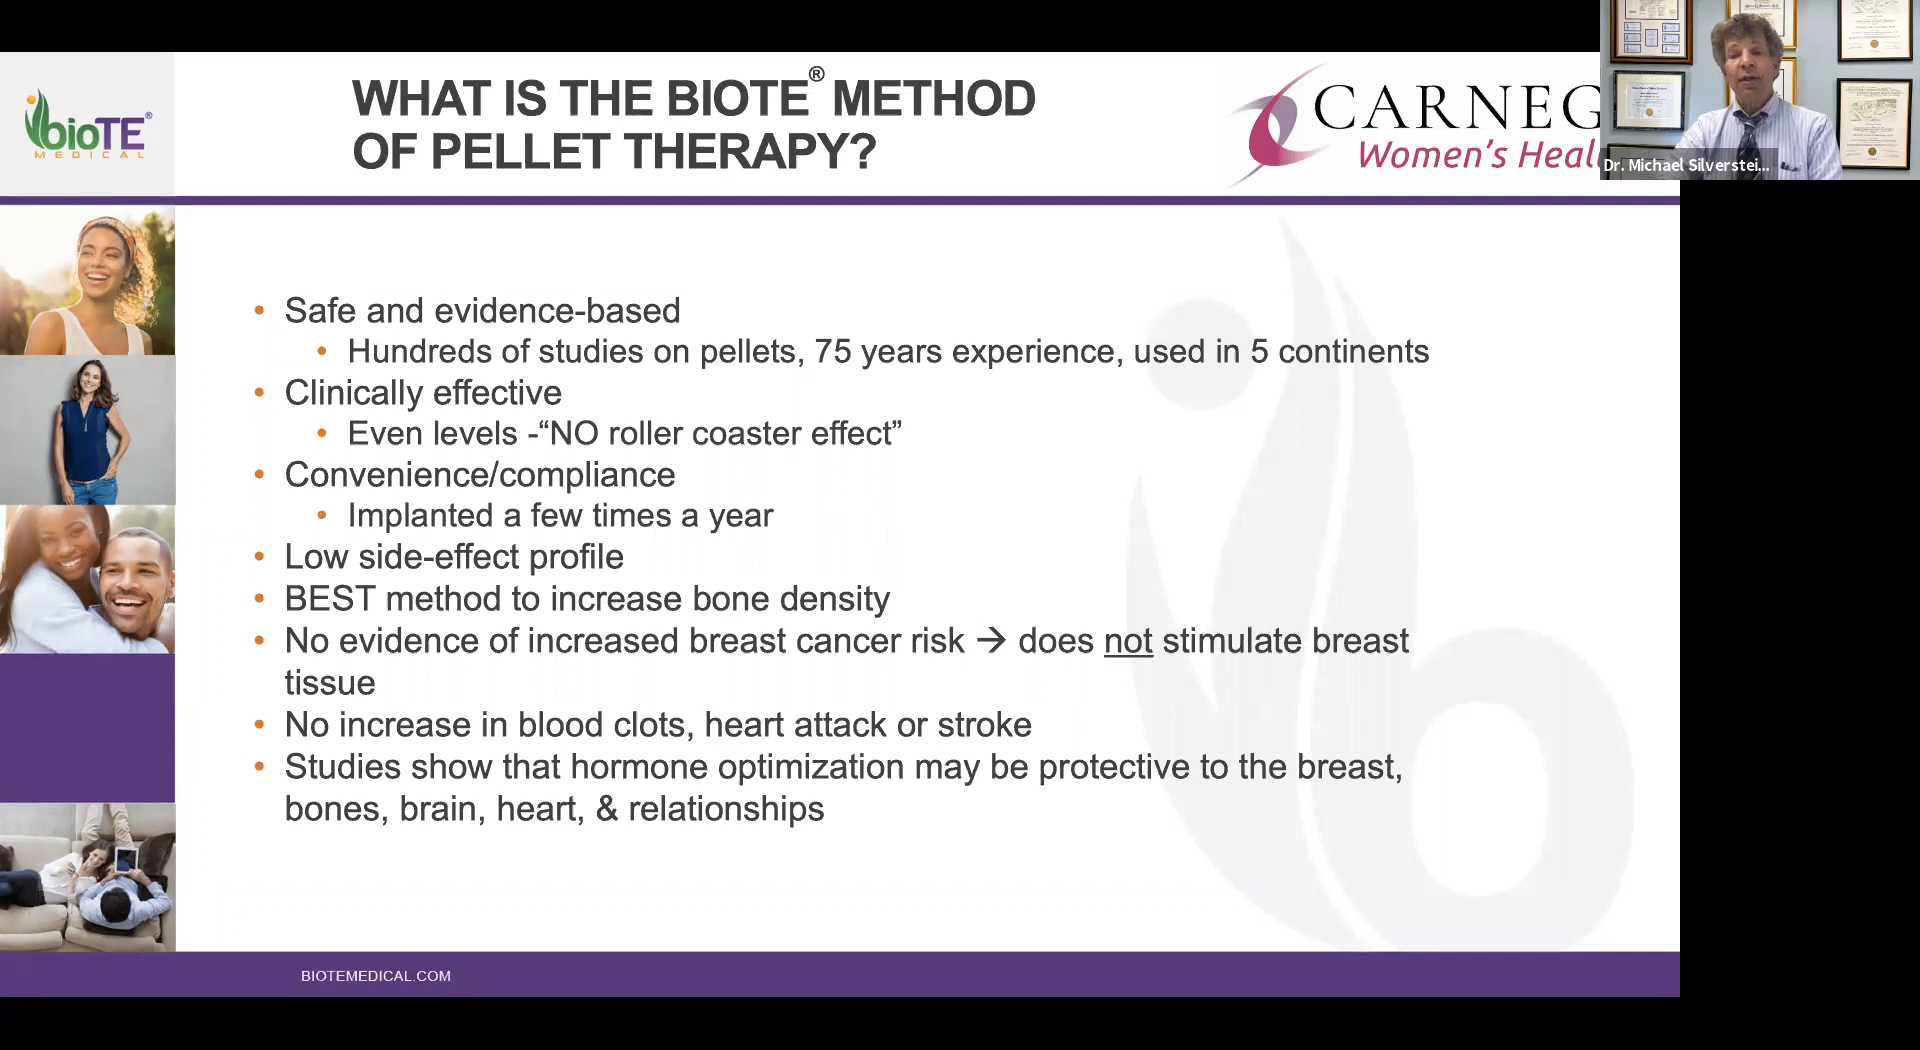 bioTE®
MEDICAL
WHAT IS THE BIOTE® METHOD
OF PELLET THERAPY?
CARNEG
Women's Heal
Dr. Michael Silverstei...
• Safe and evidence-based
• Hundreds of studies on pellets, 75 years experience, used in 5 continents
• Clinically effective
• Even levels -“NO roller coaster effect”
• Convenience/compliance
• Implanted a few times a year
• Low side-effect profile
• BEST method to increase bone density
• No evidence of increased breast cancer risk → does not stimulate breast
tissue
• No increase in blood clots, heart attack or stroke
• Studies show that hormone optimization may be protective to the breast,
bones, brain, heart, & relationships
BIOTEMEDICAL.COM